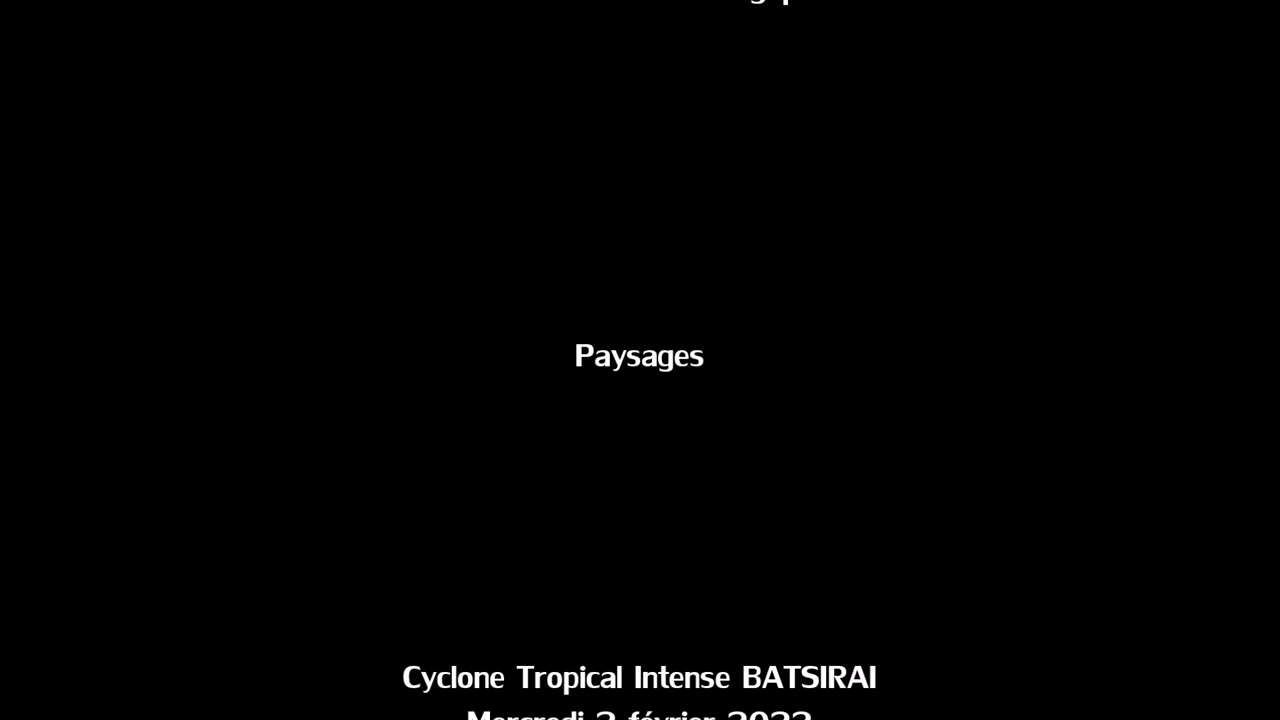 Paysages
Cyclone Tropical Intense BATSIRAI
Mercredi 2 février 2022